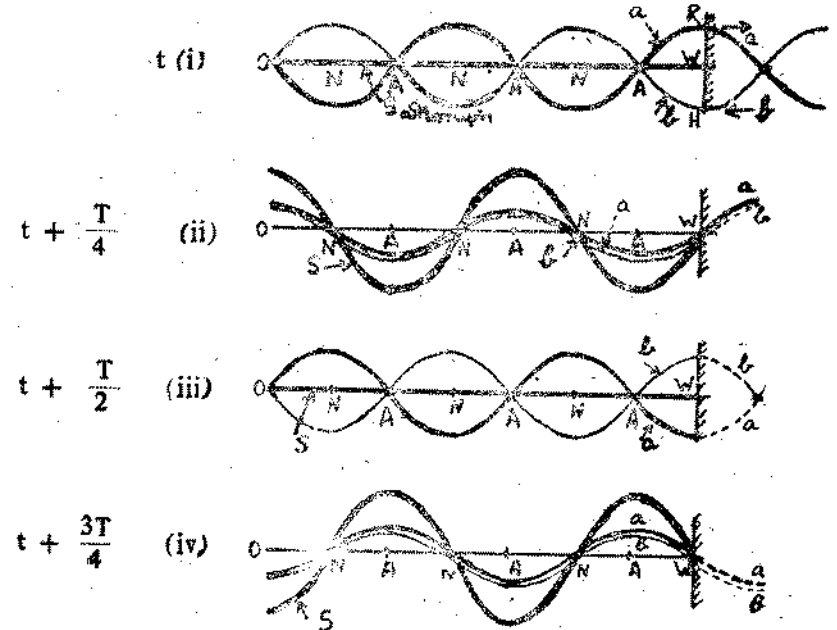 t (i) O N A N A N A W R H a a b b S
t + T/4 (ii) O N A N A N A W S b a a b
t + T/2 (iii) O N A N A N A W S b a b a
t + 3T/4 (iv) O N A N A N A W S a b a b